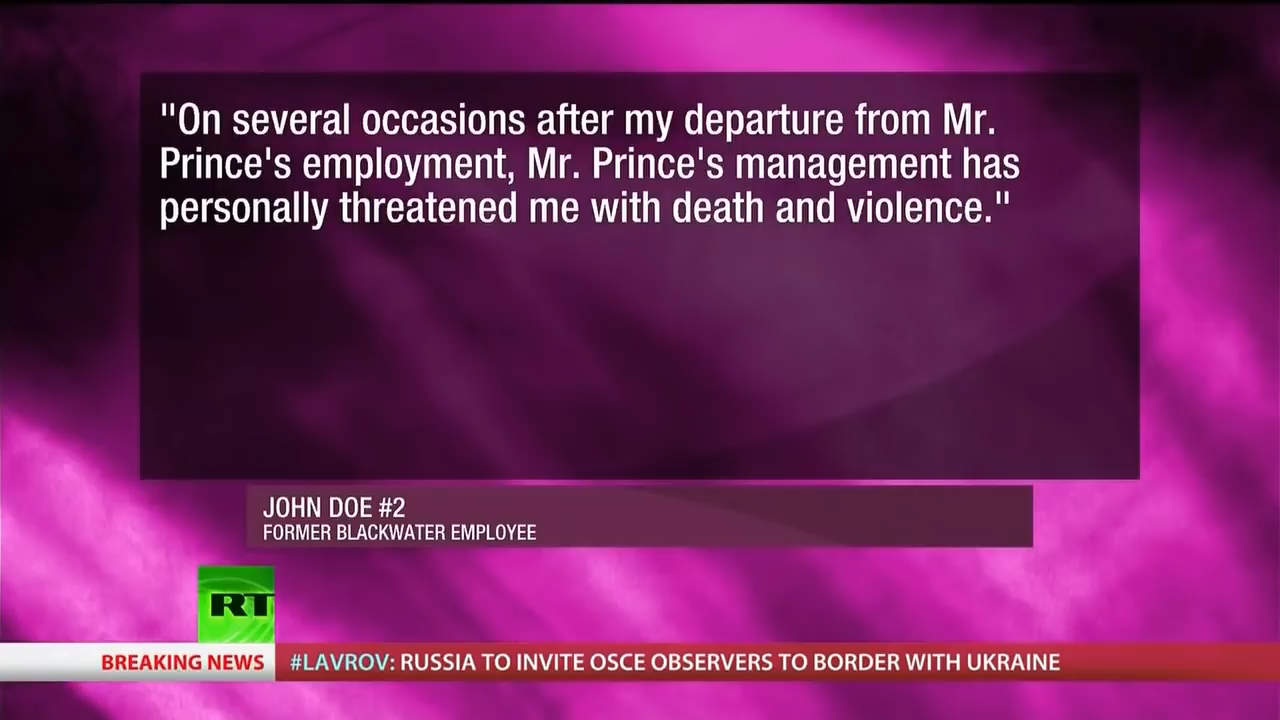 "On several occasions after my departure from Mr.
Prince's employment, Mr. Prince's management has
personally threatened me with death and violence."
JOHN DOE #2
FORMER BLACKWATER EMPLOYEE
RT
BREAKING NEWS #LAVROV: RUSSIA TO INVITE OSCE OBSERVERS TO BORDER WITH UKRAINE